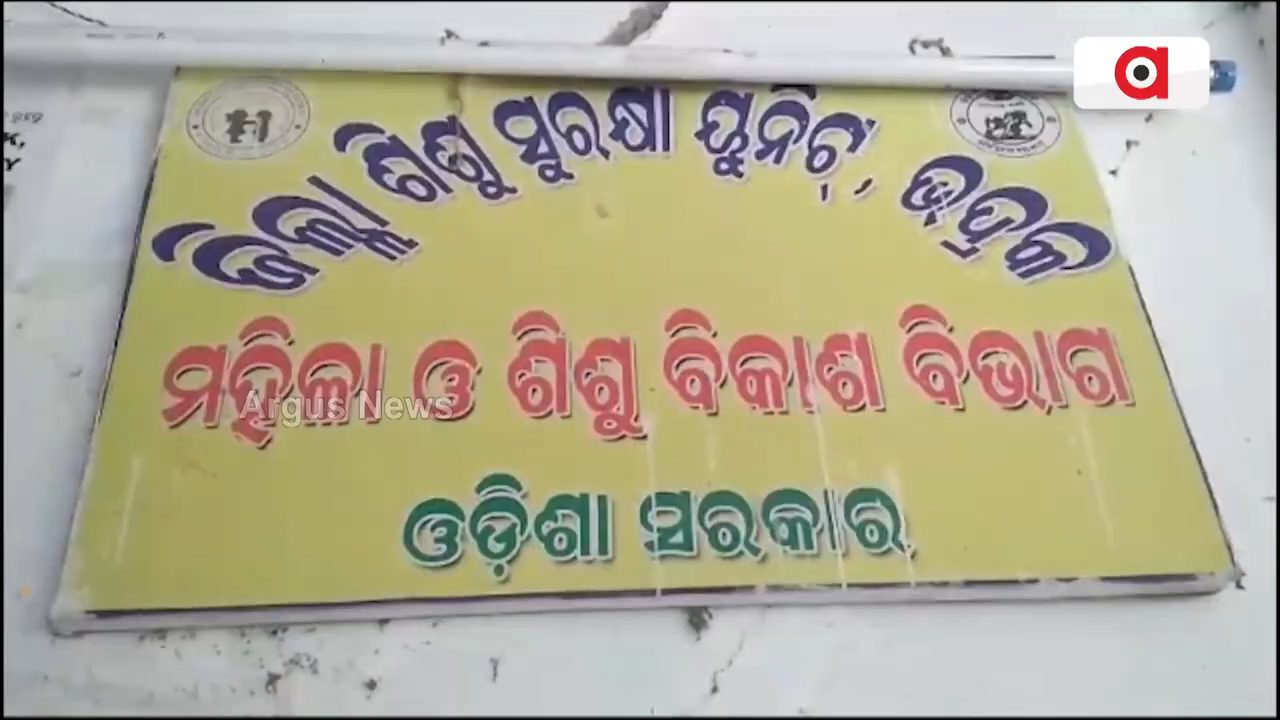 ଜିଲ୍ଲା ଶିଶୁ ସୁରକ୍ଷା ୟୁନିଟ୍, ଭଦ୍ରକ
ମହିଳା ଓ ଶିଶୁ ବିକାଶ ବିଭାଗ
Argus News
ଓଡ଼ିଶା ସରକାର